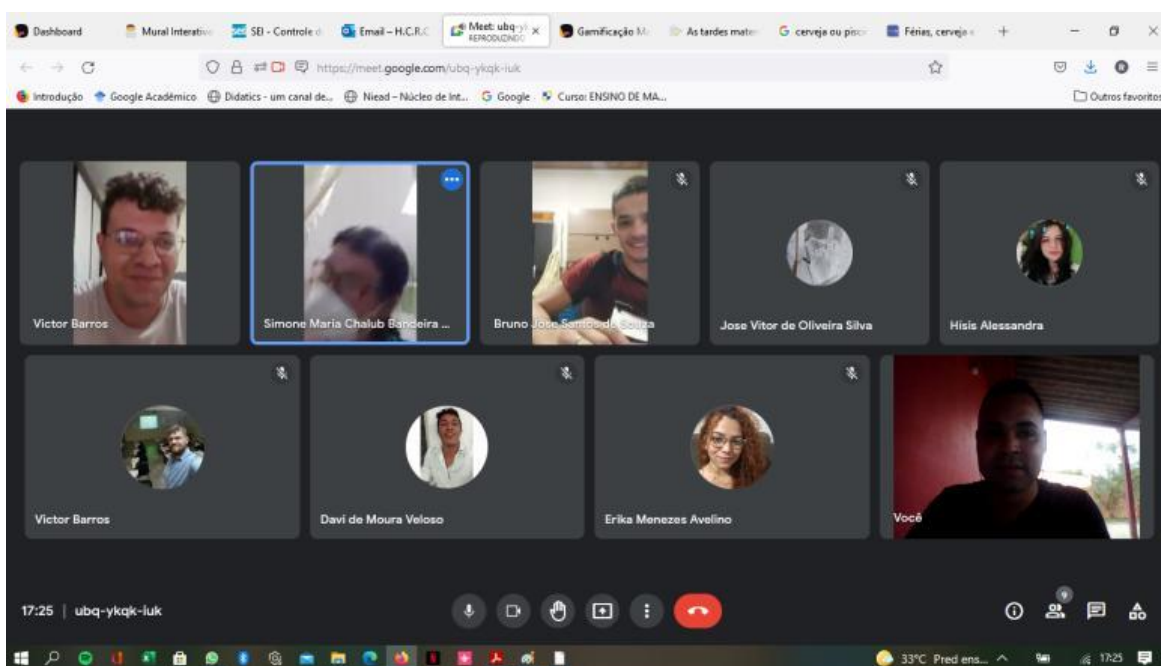 Dashboard Mural Interativo SEI - Controle d Email – H.C.R.C Meet: ubq-yk Gamificação M As tardes mate cerveja ou pisc Férias, cerveja e
REPRODUZINDO
https://meet.google.com/ubq-ykqk-iuk
Introdução Google Acadêmico Didatics - um canal de... Niead – Núcleo de Int... Google Curso: ENSINO DE MA... Outros favoritos
Victor Barros Simone Maria Chalub Bandeira ... Bruno Jose Santos de Souza Jose Vitor de Oliveira Silva Hisis Alessandra
Victor Barros Davi de Moura Veloso Erika Menezes Avelino Você
17:25 | ubq-ykqk-iuk 9
33°C Pred ens... 17:25